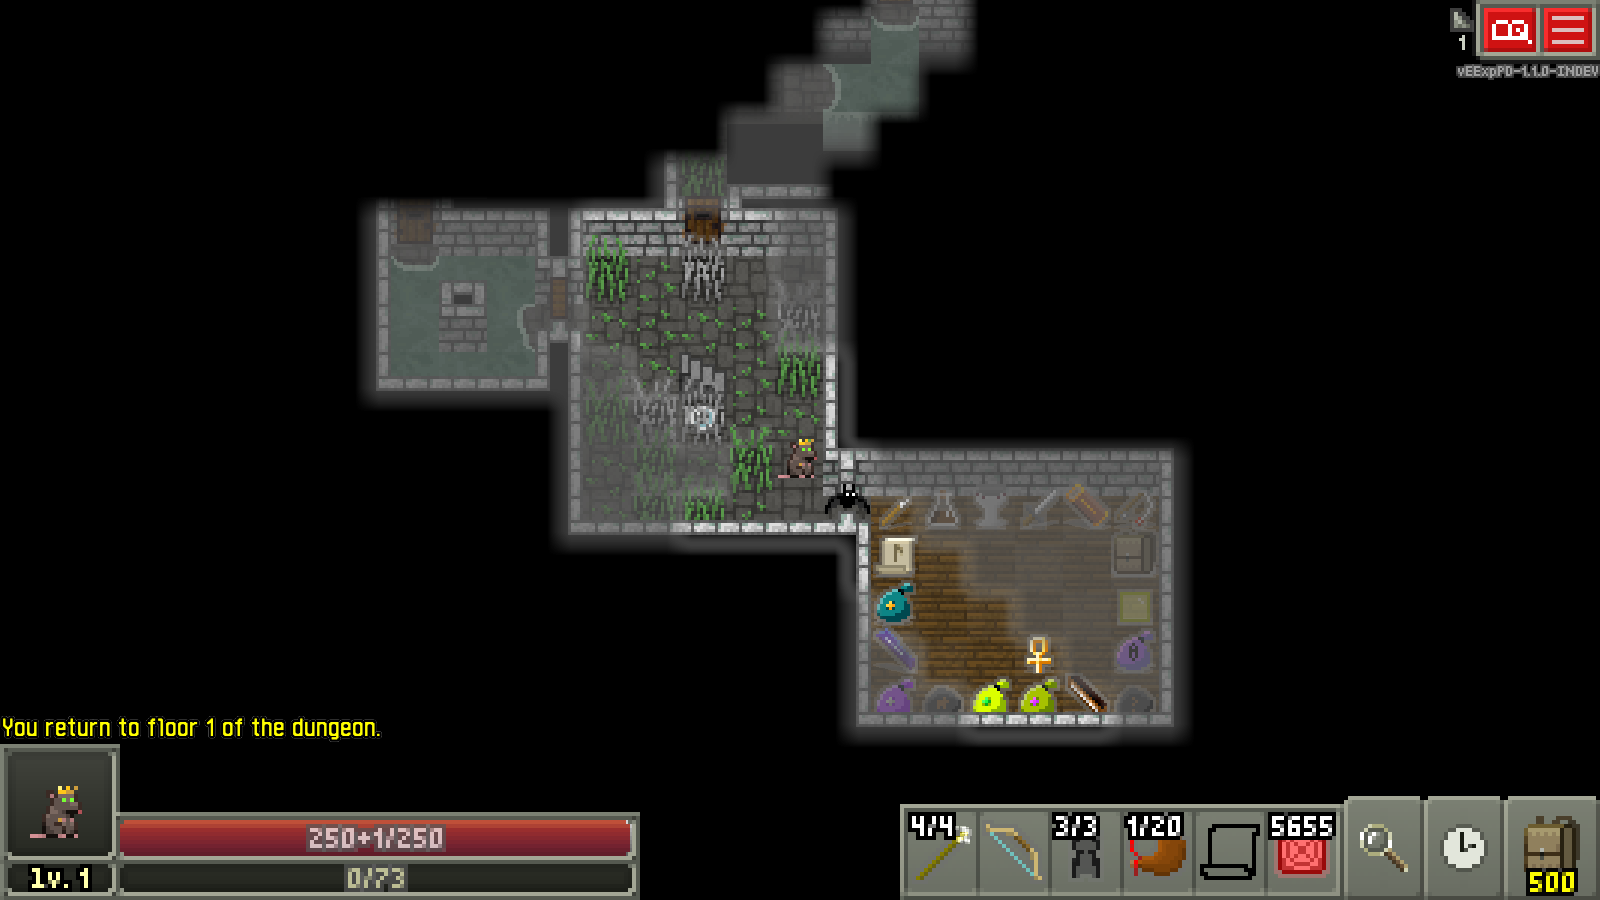 1
vEExpPD-1.1.0-INDEV
You return to floor 1 of the dungeon.
250+1/250
lv. 1
0/73
4/4
3/3
1/20
5655
500